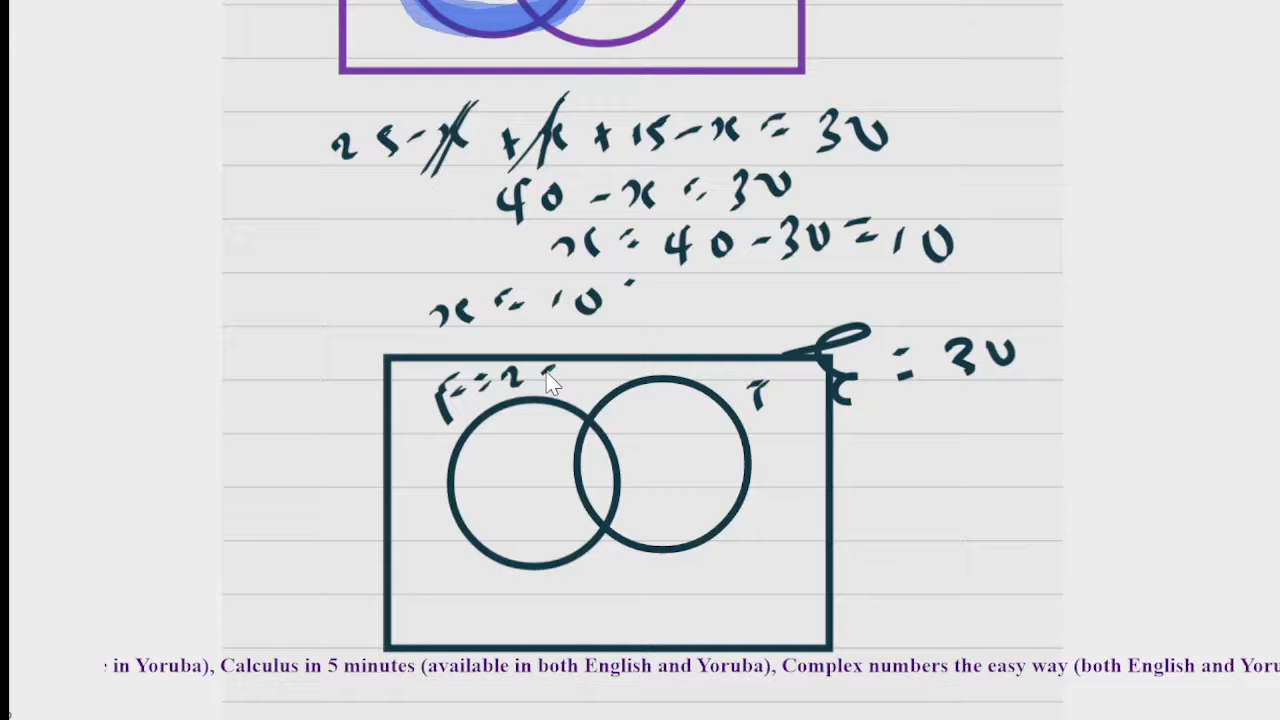 25 - x + x + 15 - x = 30
40 - x = 30
x = 40 - 30 = 10
x = 10
= 30
F = 2
T
in Yoruba), Calculus in 5 minutes (available in both English and Yoruba), Complex numbers the easy way (both English and Yoru